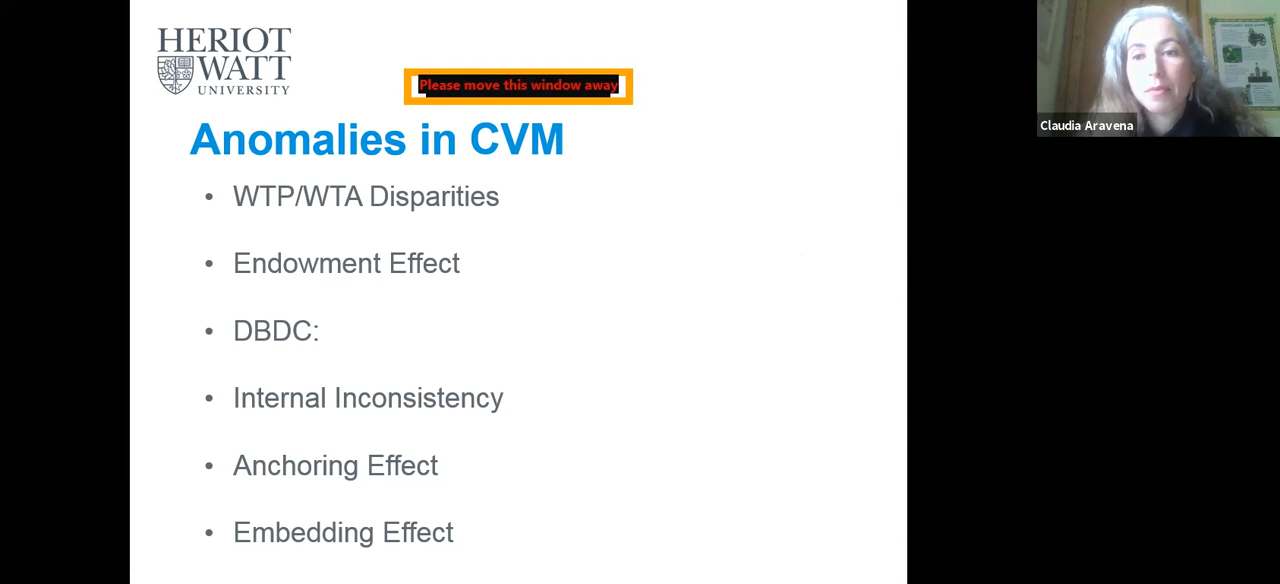 HERIOT
WATT
UNIVERSITY
Please move this window away
Anomalies in CVM
• WTP/WTA Disparities
• Endowment Effect
• DBDC:
• Internal Inconsistency
• Anchoring Effect
• Embedding Effect
Claudia Aravena